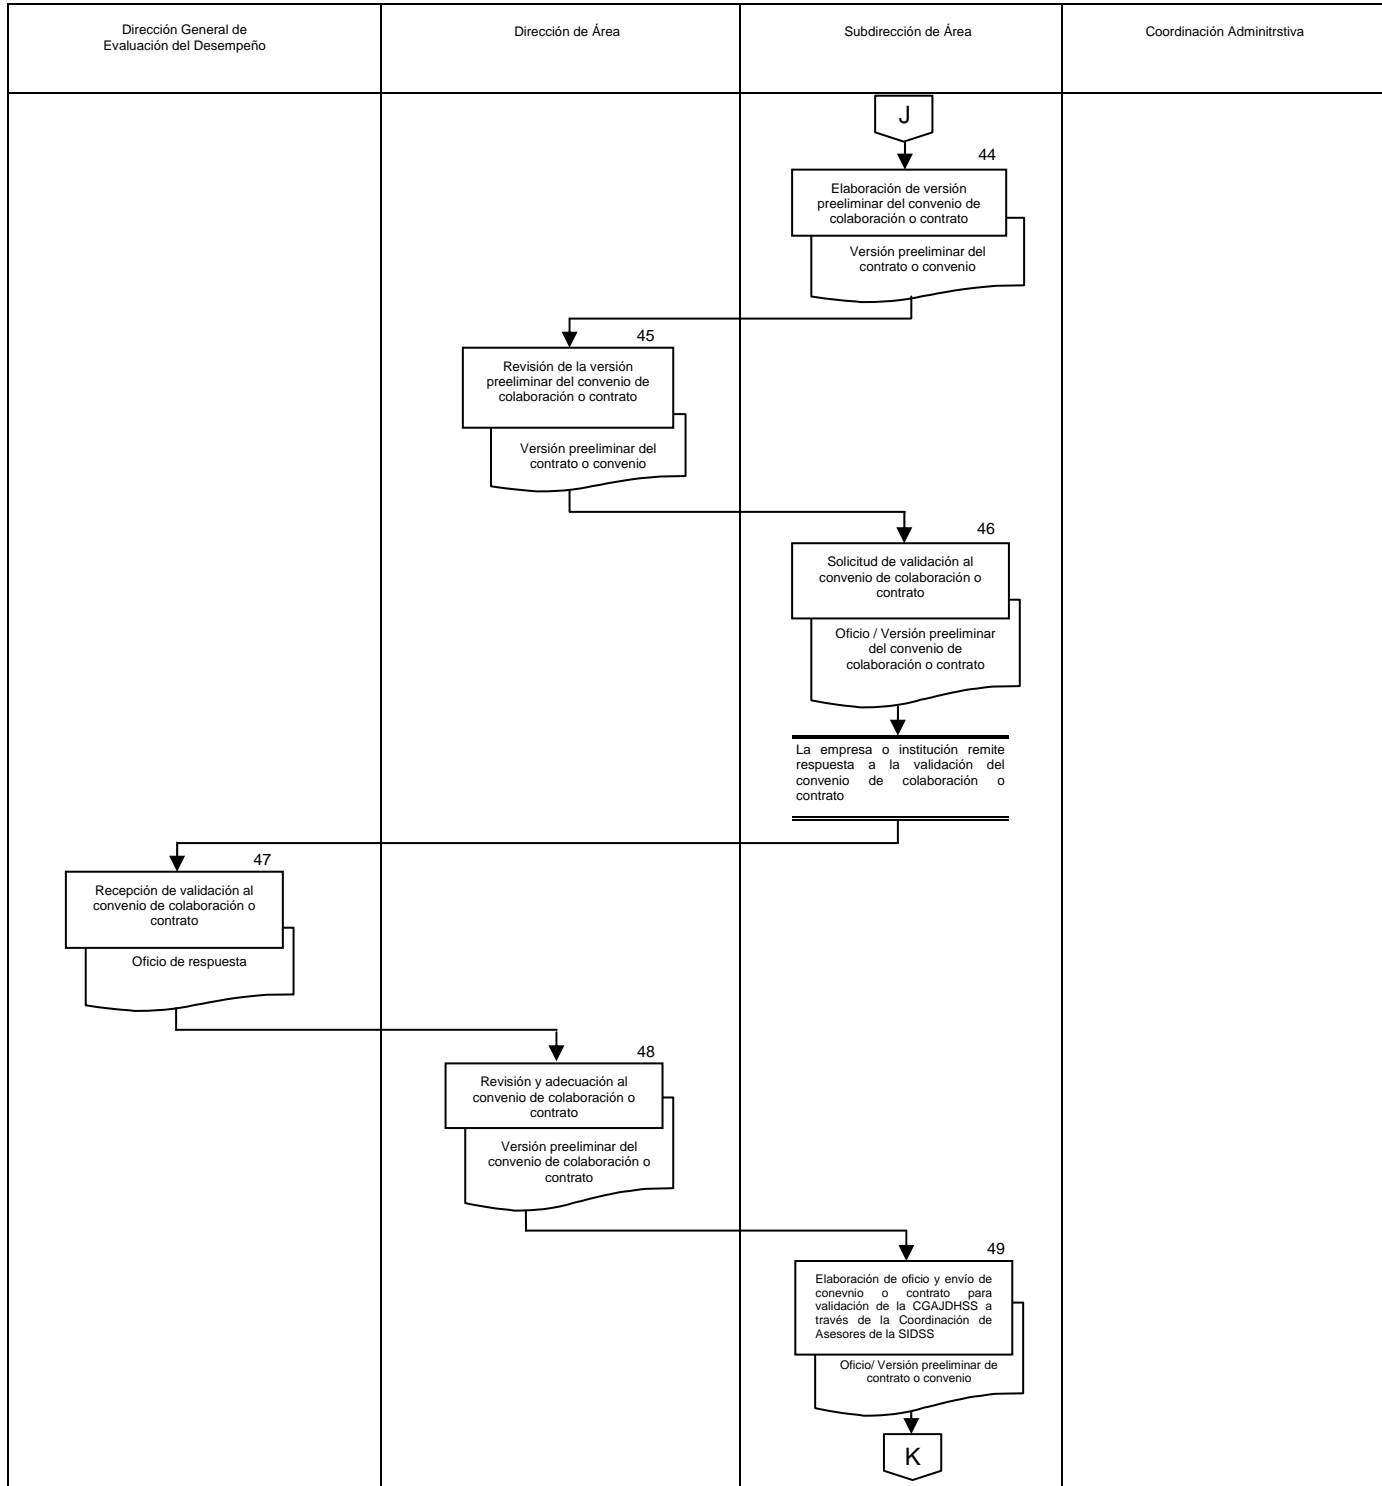 Dirección General de
Evaluación del Desempeño
Dirección de Área
Subdirección de Área
Coordinación Adminitrstiva
J
44
Elaboración de versión
preeliminar del convenio de
colaboración o contrato
Versión preeliminar del
contrato o convenio
45
Revisión de la versión
preeliminar del convenio de
colaboración o contrato
Versión preeliminar del
contrato o convenio
46
Solicitud de validación al
convenio de colaboración o
contrato
Oficio / Versión preeliminar
del convenio de
colaboración o contrato
La empresa o institución remite
respuesta a la validación del
convenio de colaboración o
contrato
47
Recepción de validación al
convenio de colaboración o
contrato
Oficio de respuesta
48
Revisión y adecuación al
convenio de colaboración o
contrato
Versión preeliminar del
convenio de colaboración o
contrato
49
Elaboración de oficio y envío de
conevnio o contrato para
validación de la CGAJDHSS a
través de la Coordinación de
Asesores de la SIDSS
Oficio/ Versión preeliminar de
contrato o convenio
K